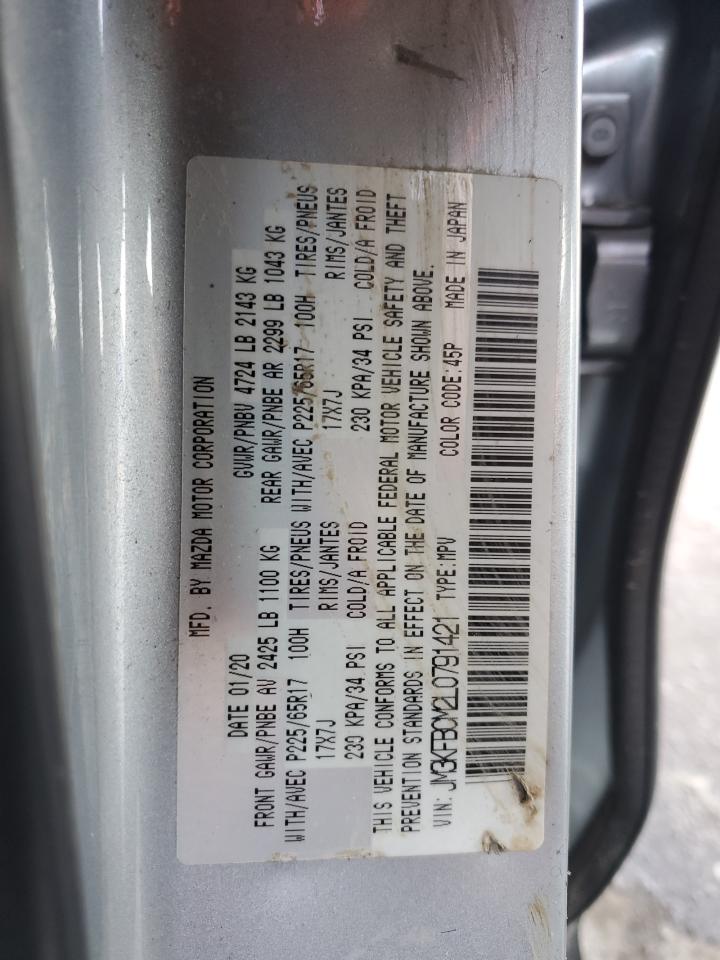 MFD. BY MAZDA MOTOR CORPORATION
DATE 01/20 GVWR/PNBV 4724 LB 2143 KG
FRONT GAWR/PNBE AV 2425 LB 1100 KG REAR GAWR/PNBE AR 2299 LB 1043 KG
WITH/AVEC P225/65R17 100H TIRES/PNEUS WITH/AVEC P225/65R17 100H TIRES/PNEUS
17X7J RIMS/JANTES 17X7J RIMS/JANTES
230 KPA/34 PSI COLD/A FROID 230 KPA/34 PSI COLD/A FROID
THIS VEHICLE CONFORMS TO ALL APPLICABLE FEDERAL MOTOR VEHICLE SAFETY AND THEFT
PREVENTION STANDARDS IN EFFECT ON THE DATE OF MANUFACTURE SHOWN ABOVE.
VIN: JM3KFBCM2L0791421 TYPE:MPV COLOR CODE:45P MADE IN JAPAN